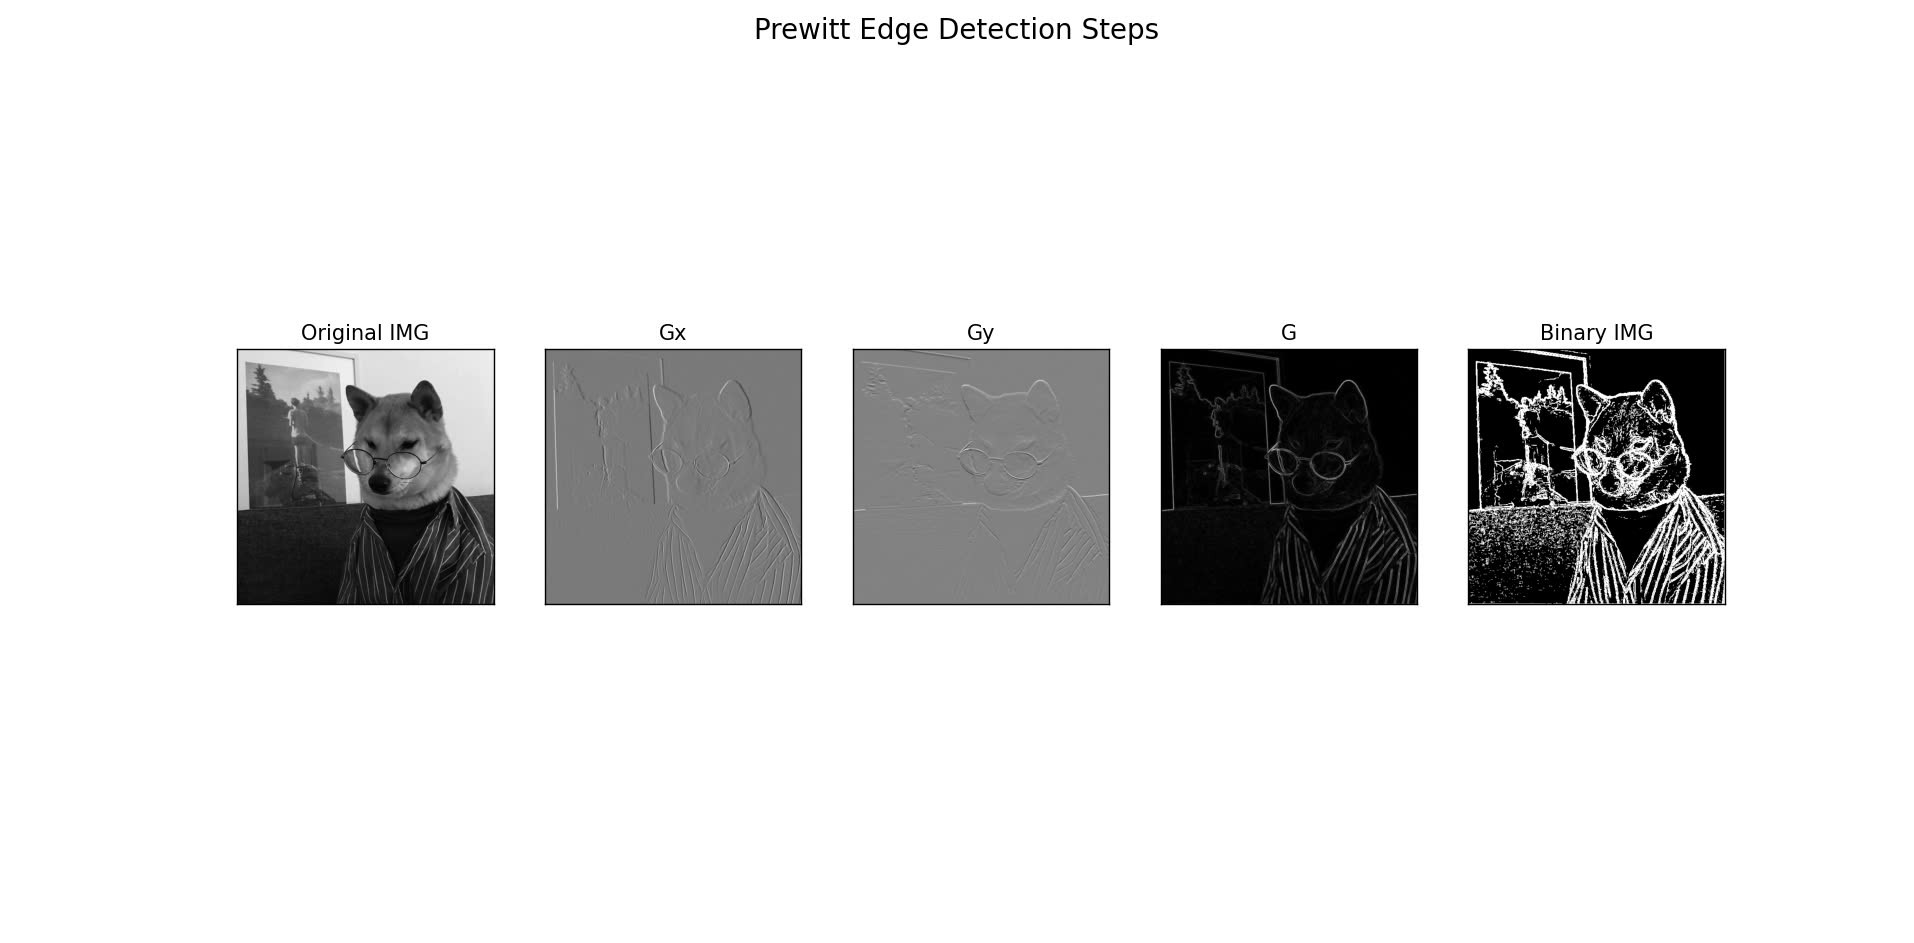 Prewitt Edge Detection Steps
Original IMG
Gx
Gy
G
Binary IMG